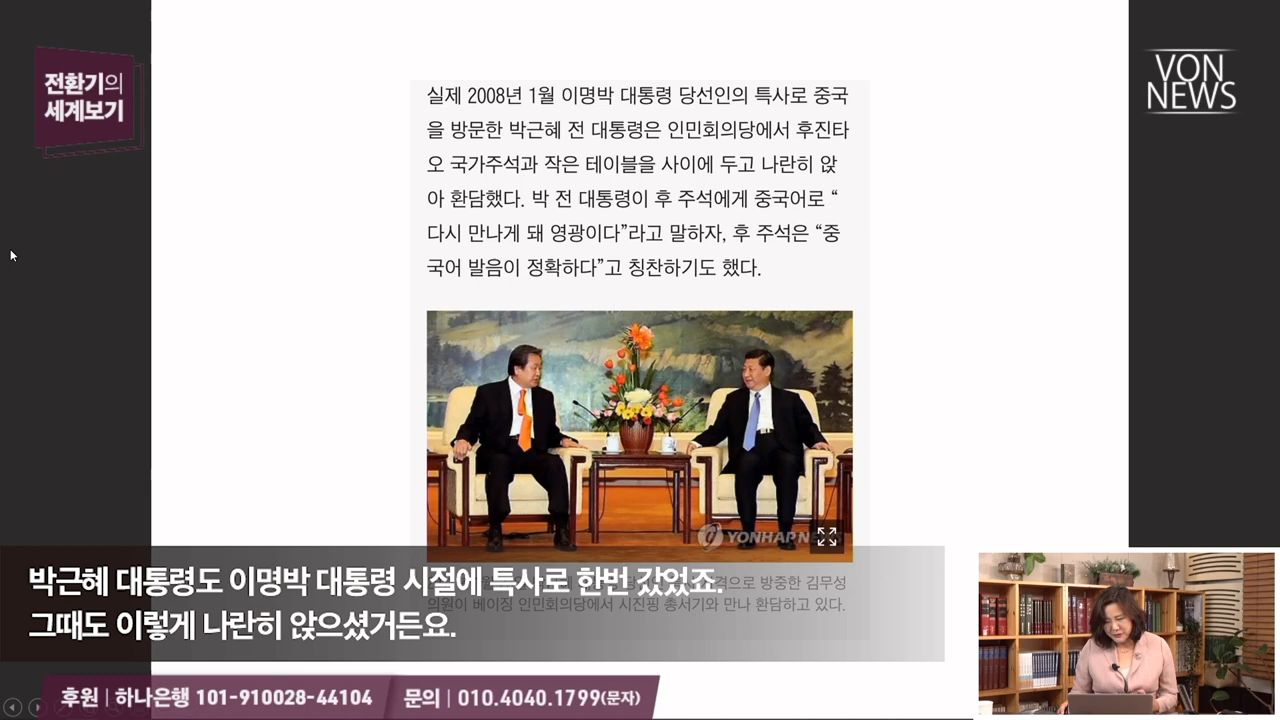 전환기의
세계보기
VON
NEWS
실제 2008년 1월 이명박 대통령 당선인의 특사로 중국
을 방문한 박근혜 전 대통령은 인민회의당에서 후진타
오 국가주석과 작은 테이블을 사이에 두고 나란히 앉
아 환담했다. 박 전 대통령이 후 주석에게 중국어로 “
다시 만나게 돼 영광이다”라고 말하자, 후 주석은 “중
국어 발음이 정확하다”고 칭찬하기도 했다.
YONHAP
격으로 방중한 김무성
의원이 베이징 인민회의당에서 시진핑 총서기와 만나 환담하고 있다.
박근혜 대통령도 이명박 대통령 시절에 특사로 한번 갔었죠.
그때도 이렇게 나란히 앉으셨거든요.
후원 | 하나은행 101-910028-44104 문의 | 010.4040.1799(문자)